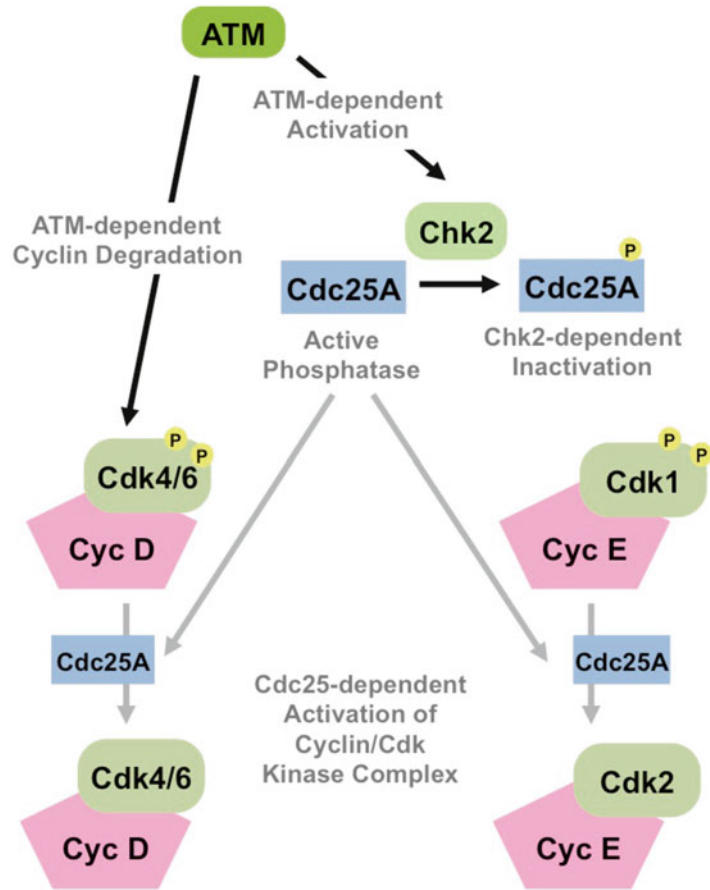 ATM
ATM-dependent
Activation
ATM-dependent
Cyclin Degradation
Chk2
Cdc25A
P
Cdc25A
Active
Phosphatase
Chk2-dependent
Inactivation
P
P
Cdk4/6
Cyc D
P
P
Cdk1
Cyc E
Cdc25A
Cdc25A
Cdc25-dependent
Activation of
Cyclin/Cdk
Kinase Complex
Cdk4/6
Cyc D
Cdk2
Cyc E